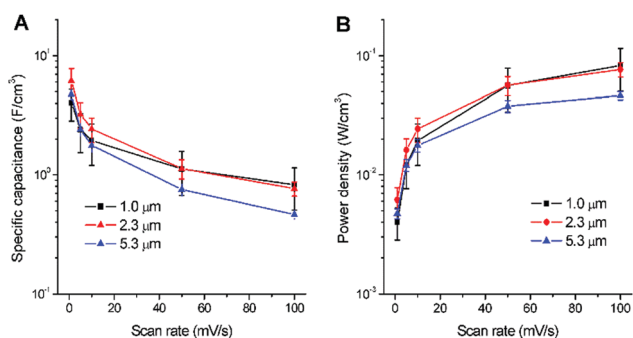 A
Specific capacitance (F/cm³)
10¹
10⁰
10⁻¹
0 20 40 60 80 100
Scan rate (mV/s)
1.0 μm
2.3 μm
5.3 μm
B
Power density (W/cm³)
10⁻¹
10⁻²
10⁻³
0 20 40 60 80 100
Scan rate (mV/s)
1.0 μm
2.3 μm
5.3 μm